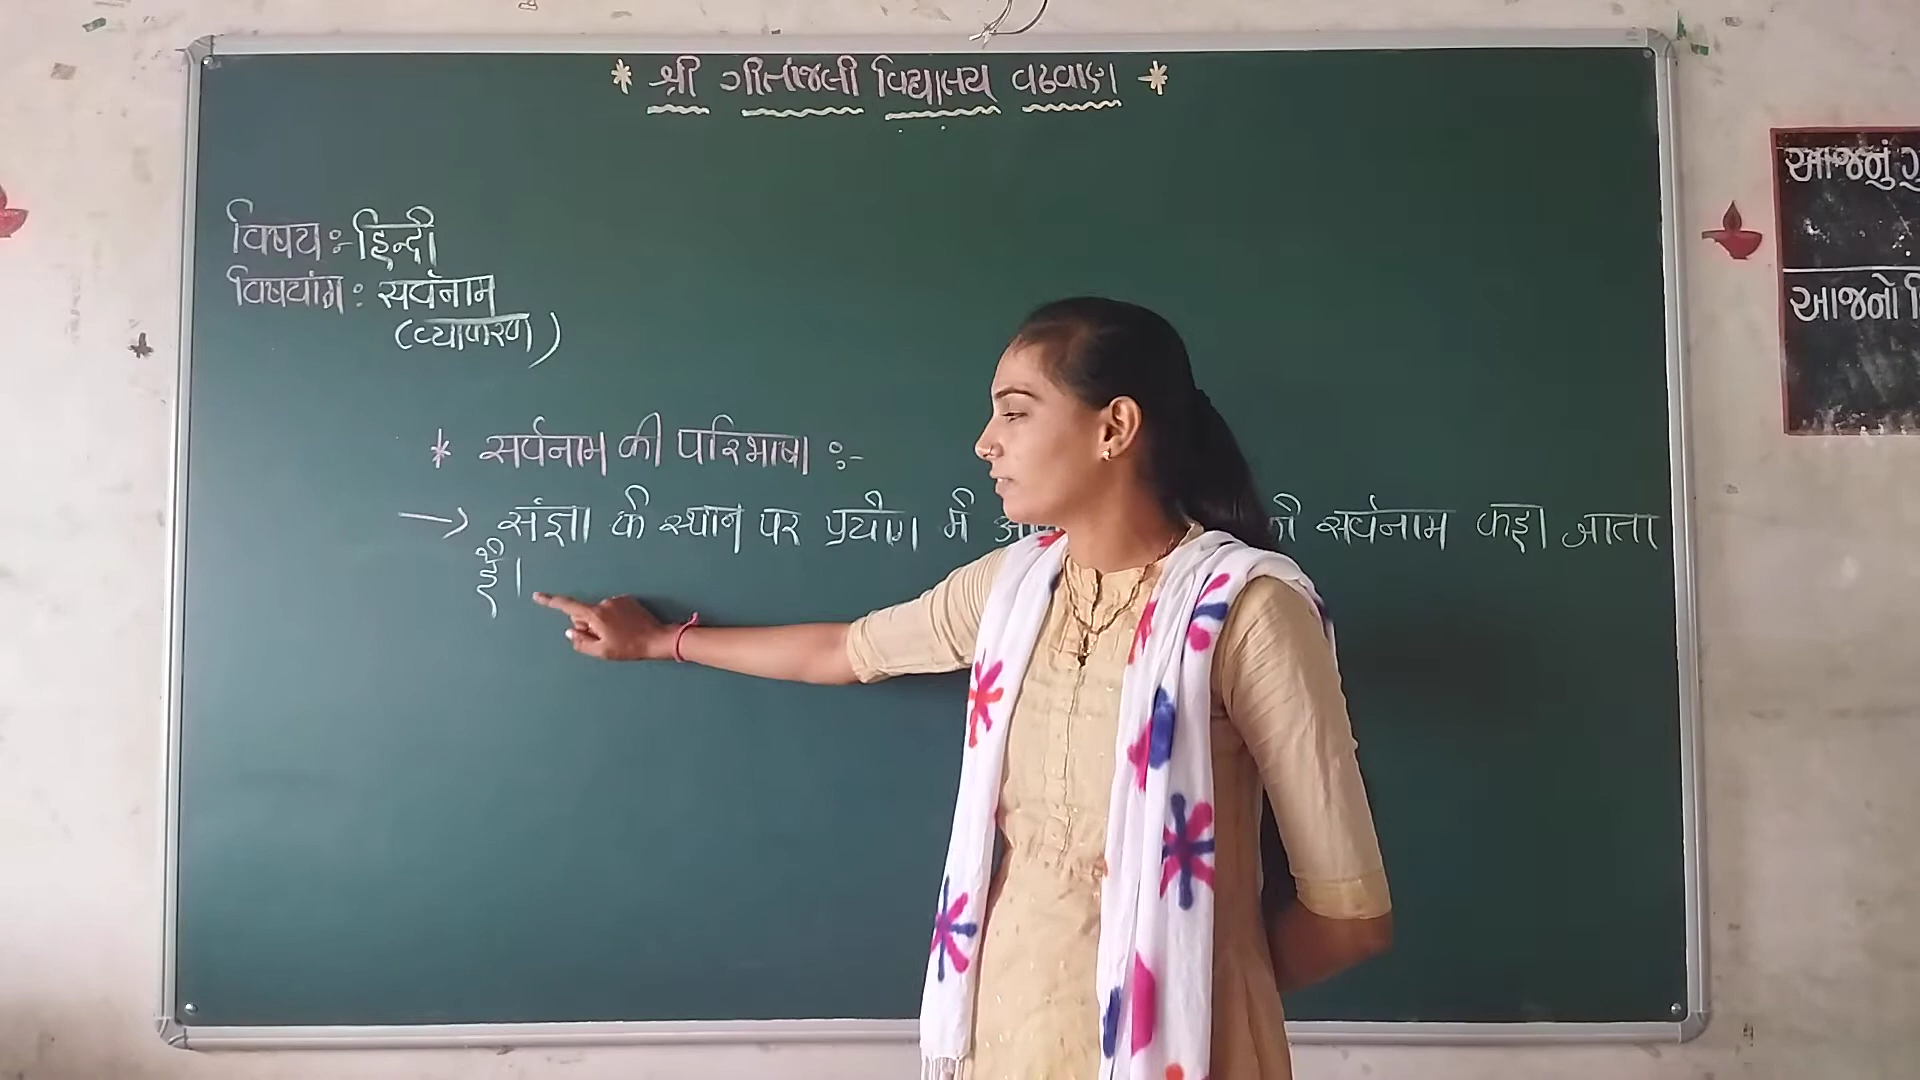 * श्री गीतांजली विद्यालय वढवाण *
विषय :- हिन्दी
विषयांग : सर्वनाम
(व्याकरण)
* सर्वनाम की परिभाषा :-
→ संज्ञा के स्थान पर प्रयोग में को सर्वनाम कहा जाता
है।
આજનું
આજનો